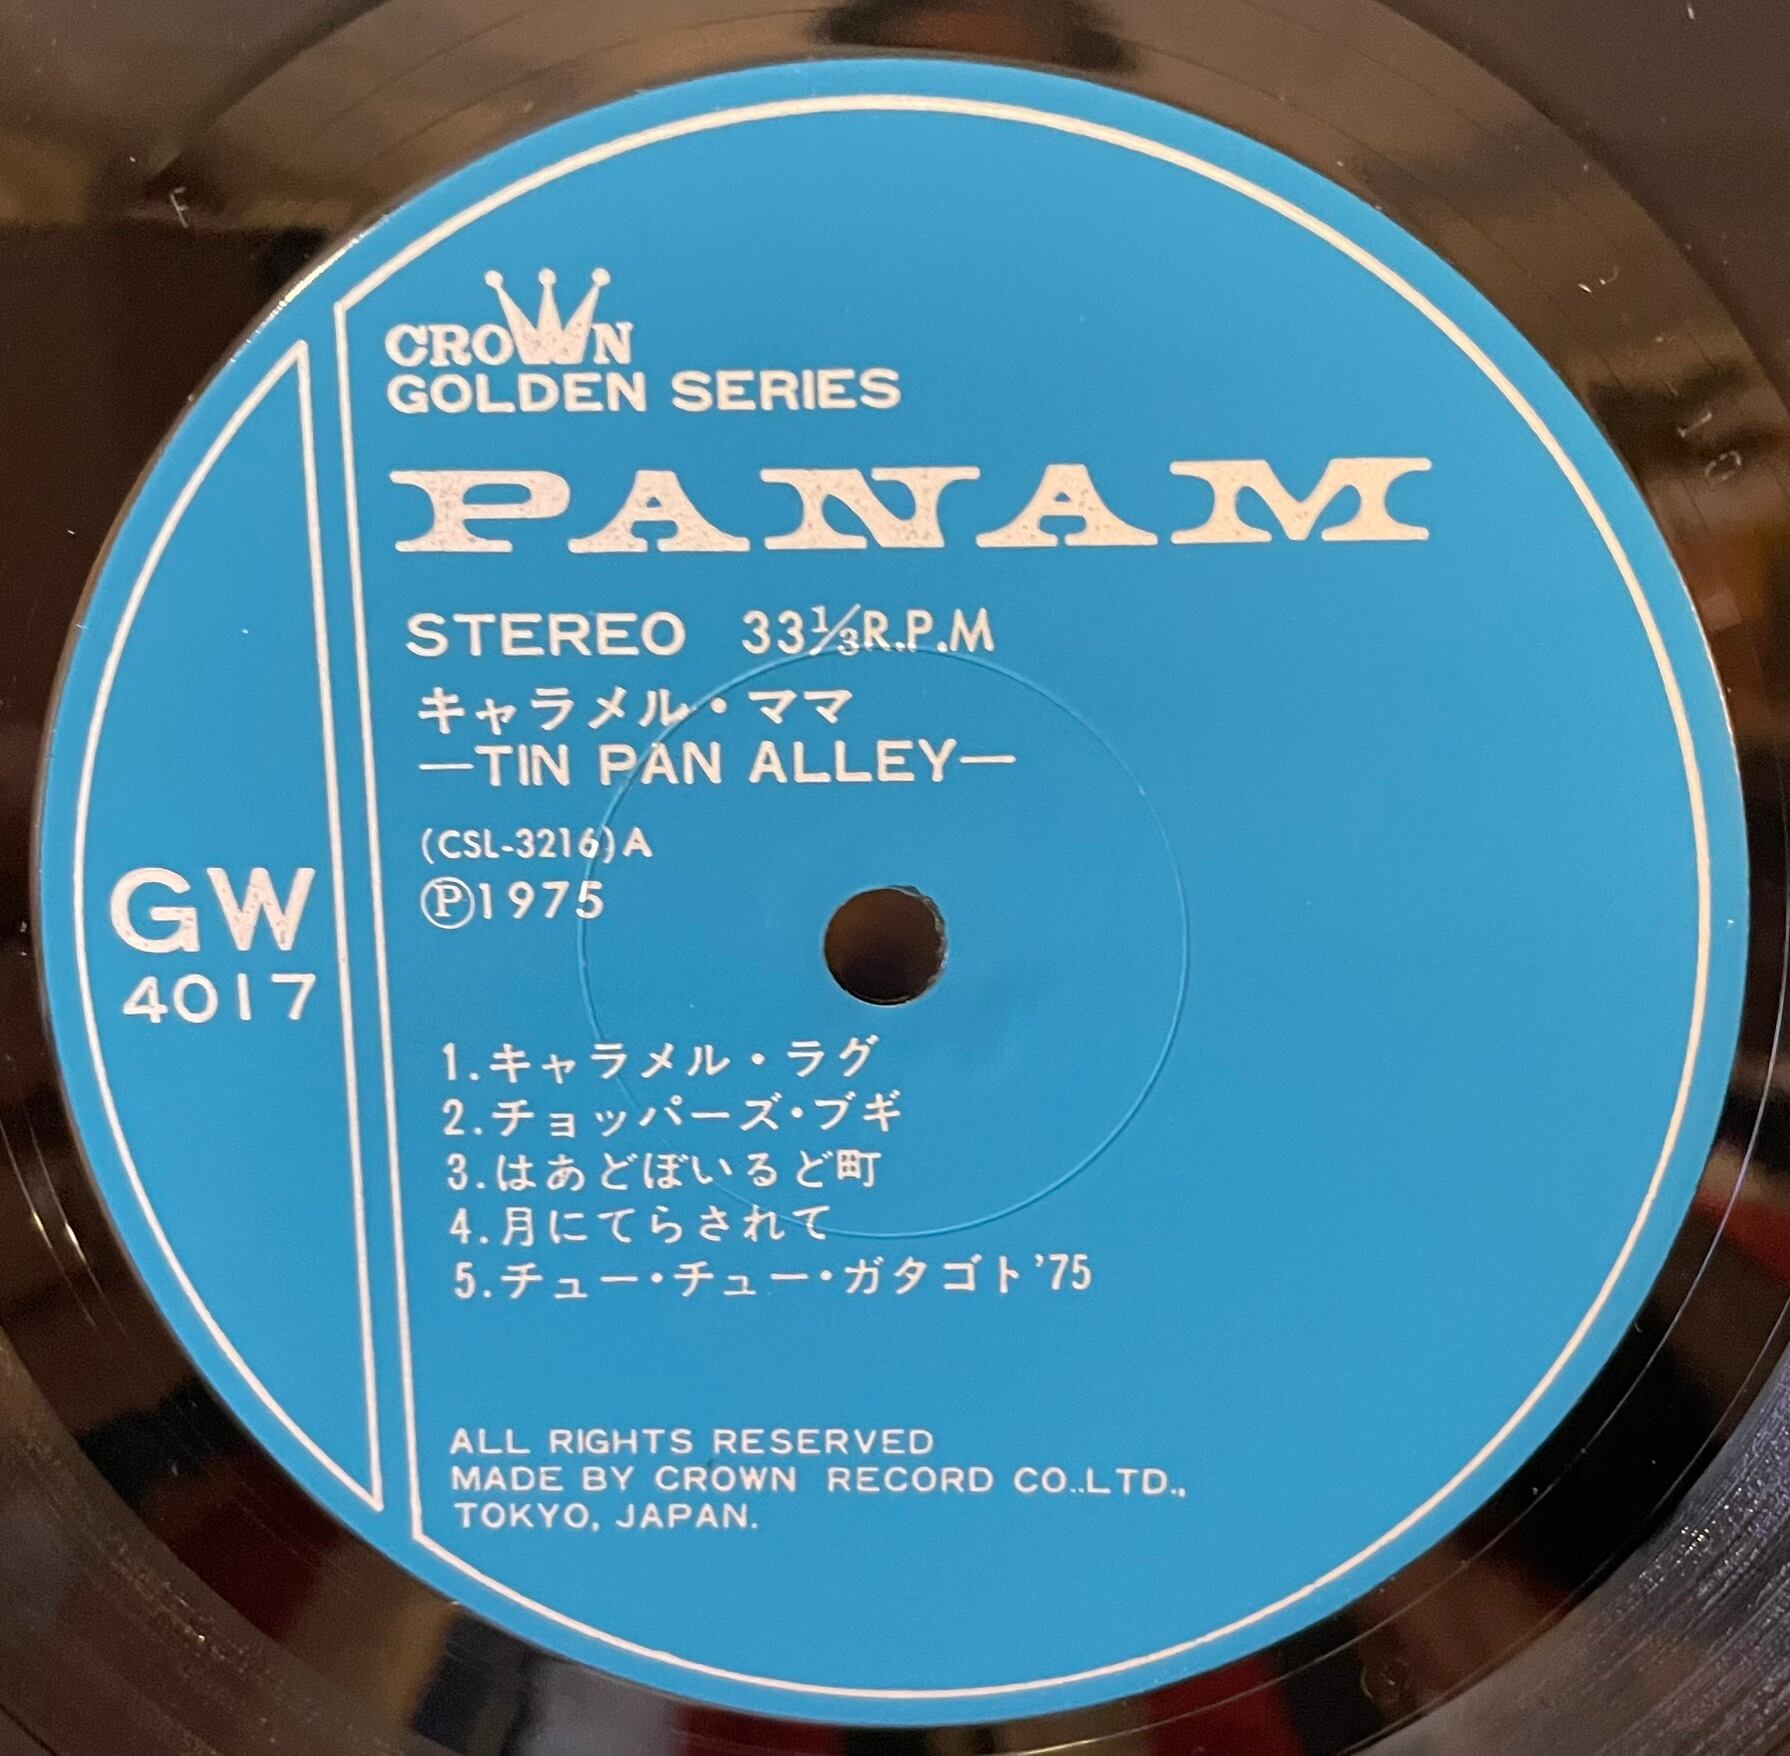 CROWN
GOLDEN SERIES
PANAM
STEREO 33⅓R.P.M
キャラメル・ママ
—TIN PAN ALLEY—
(CSL-3216)A
Ⓟ1975
GW
4017
1.キャラメル・ラグ
2.チョッパーズ・ブギ
3.はあどぼいるど町
4.月にてらされて
5.チュー・チュー・ガタゴト’75
ALL RIGHTS RESERVED
MADE BY CROWN RECORD CO..LTD.,
TOKYO, JAPAN.